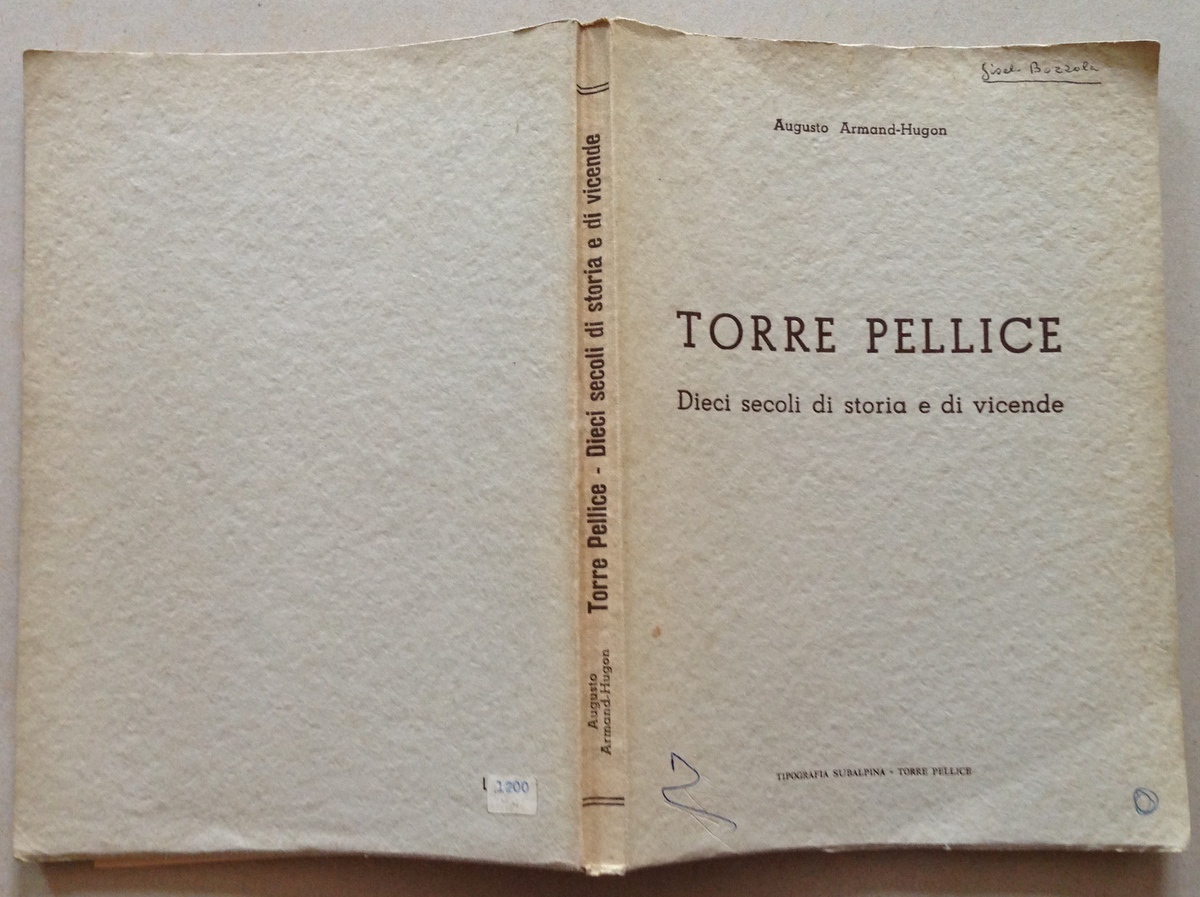 L 1200
Torre Pellice - Dieci secoli di storia e di vicende
Augusto
Armand-Hugon
Bozzola
Augusto Armand-Hugon
TORRE PELLICE
Dieci secoli di storia e di vicende
TIPOGRAFIA SUBALPINA - TORRE PELLICE